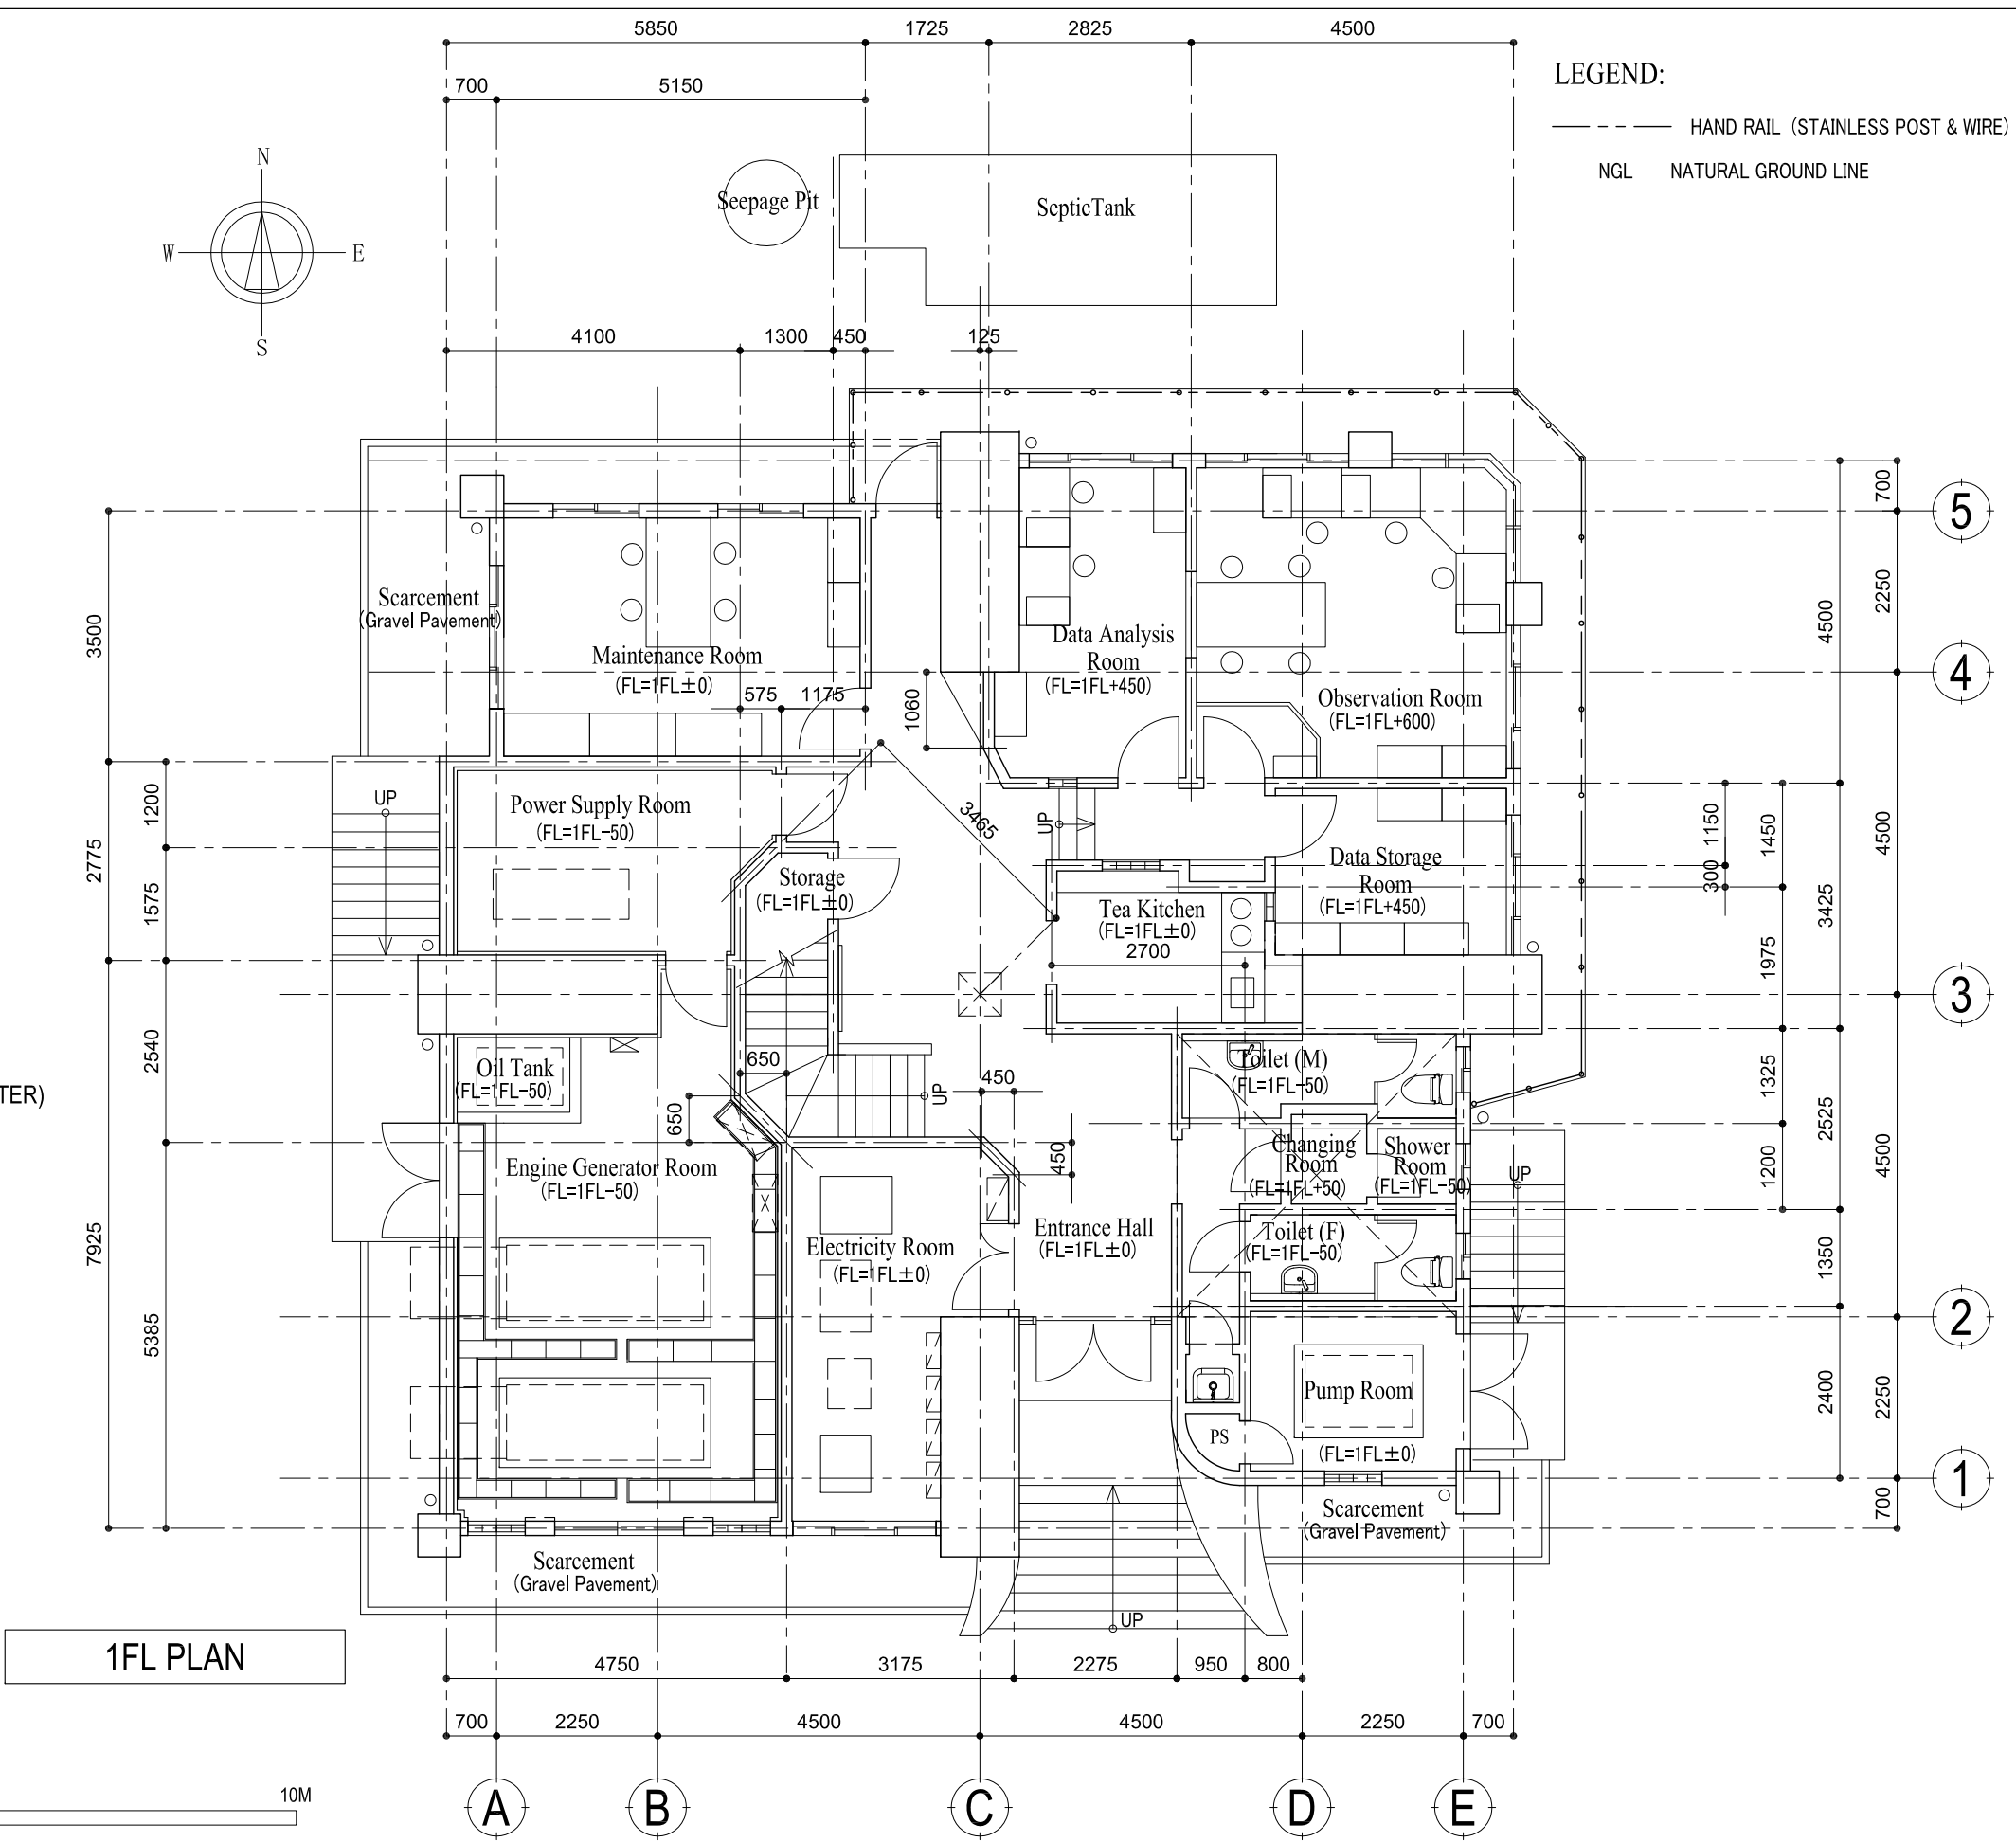 5850 1725 2825 4500
LEGEND:
700 5150
HAND RAIL (STAINLESS POST & WIRE)
NGL NATURAL GROUND LINE
N
W E
S
Seepage Pit
SepticTank
4100 1300 450 125
700
5
2250
Scarcement
(Gravel Pavement)
3500
4500
Data Analysis
Room
(FL=1FL+450)
Maintenance Room
(FL=1FL±0)
4
575 1175
1060
Observation Room
(FL=1FL+600)
UP
Power Supply Room
(FL=1FL-50)
1200
2775
1575
3465
UP
1150
300
1450
4500
3425
Storage
(FL=1FL±0)
Data Storage
Room
(FL=1FL+450)
Tea Kitchen
(FL=1FL±0)
2700
1975
3
2540
TER)
Oil Tank
(FL=1FL-50)
650
650
450
UP
Toilet (M)
(FL=1FL-50)
1325
2525
450
Changing
Room
(FL=1FL+50)
Shower
Room
(FL=1FL-50)
UP
1200
4500
Engine Generator Room
(FL=1FL-50)
7925
5385
Electricity Room
(FL=1FL±0)
Entrance Hall
(FL=1FL±0)
Toilet (F)
(FL=1FL-50)
1350
2
Pump Room
(FL=1FL±0)
PS
2400
2250
1
700
Scarcement
(Gravel Pavement)
Scarcement
(Gravel Pavement)
UP
1FL PLAN
4750 3175 2275 950 800
700 2250 4500 4500 2250 700
10M
A B C D E